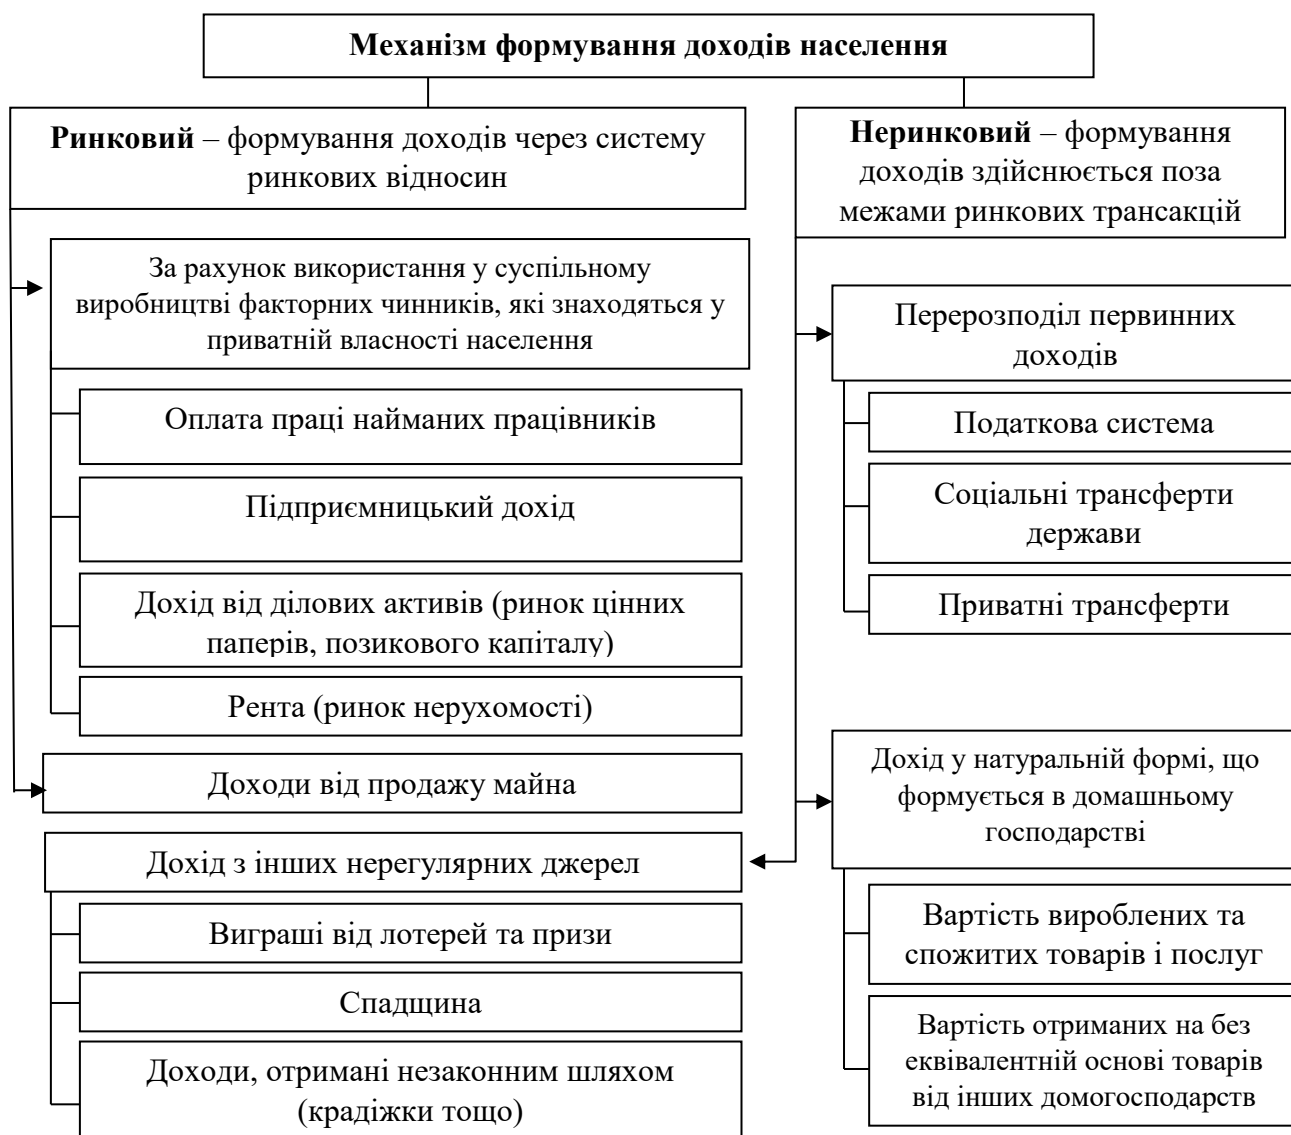 Механізм формування доходів населення
Ринковий – формування доходів через систему
ринкових відносин
За рахунок використання у суспільному
виробництві факторних чинників, які знаходяться у
приватній власності населення
Оплата праці найманих працівників
Підприємницький дохід
Дохід від ділових активів (ринок цінних
паперів, позикового капіталу)
Рента (ринок нерухомості)
Доходи від продажу майна
Дохід з інших нерегулярних джерел
Виграші від лотерей та призи
Спадщина
Доходи, отримані незаконним шляхом
(крадіжки тощо)
Неринковий – формування
доходів здійснюється поза
межами ринкових трансакцій
Перерозподіл первинних
доходів
Податкова система
Соціальні трансферти
держави
Приватні трансферти
Дохід у натуральній формі, що
формується в домашньому
господарстві
Вартість вироблених та
спожитих товарів і послуг
Вартість отриманих на без
еквівалентній основі товарів
від інших домогосподарств